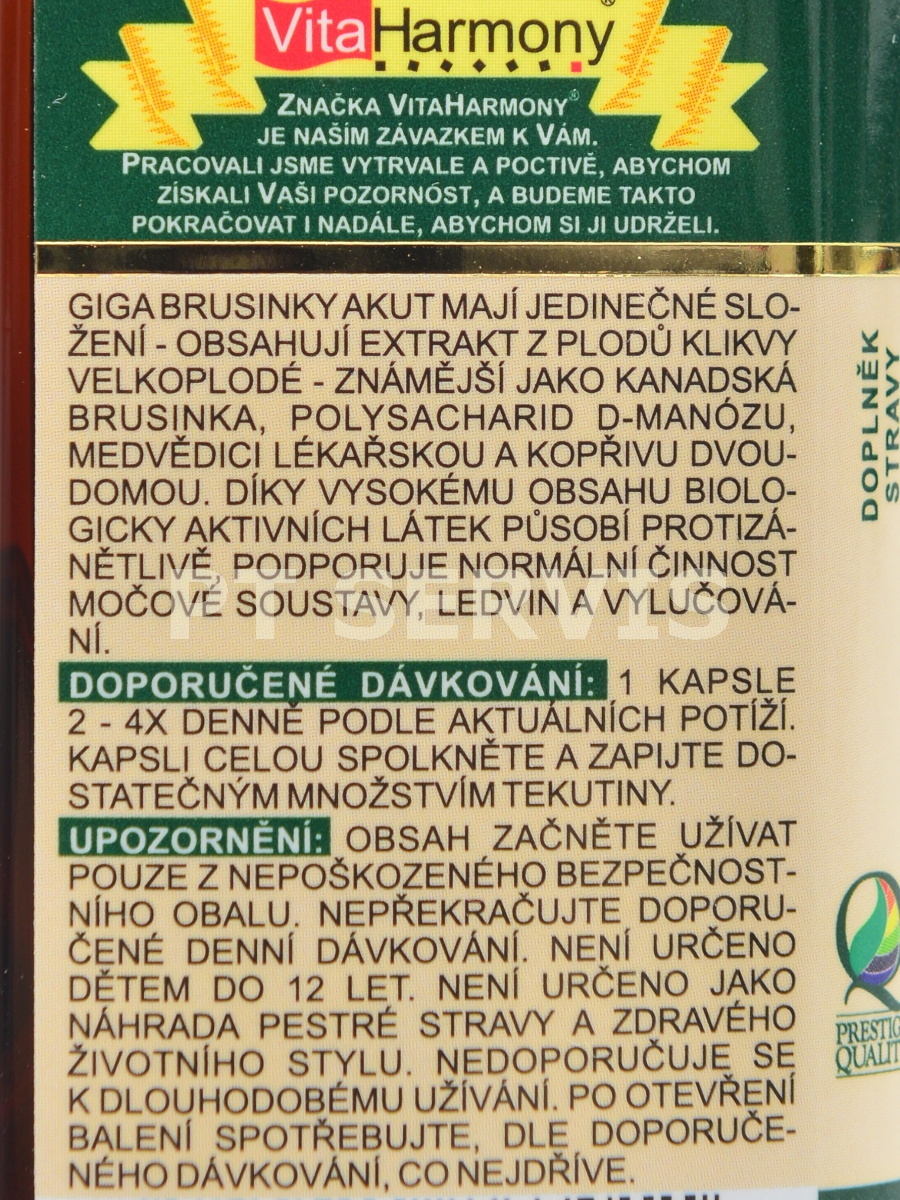 VitaHarmony®
ZNAČKA VITAHARMONY®
JE NAŠÍM ZÁVAZKEM K VÁM.
PRACOVALI JSME VYTRVALE A POCTIVĚ, ABYCHOM
ZÍSKALI VAŠI POZORNÓST, A BUDEME TAKTO
POKRAČOVAT I NADÁLE, ABYCHOM SI JI UDRŽELI.
GIGA BRUSINKY AKUT MAJÍ JEDINEČNÉ SLO-
ŽENÍ - OBSAHUJÍ EXTRAKT Z PLODŮ KLIKVY
VELKOPLODÉ - ZNÁMĚJŠÍ JAKO KANADSKÁ
BRUSINKA, POLYSACHARID D-MANÓZU,
MEDVĚDICI LÉKAŘSKOU A KOPŘIVU DVOU-
DOMOU. DÍKY VYSOKÉMU OBSAHU BIOLO-
GICKY AKTIVNÍCH LÁTEK PŮSOBÍ PROTIZÁ-
NĚTLIVĚ, PODPORUJE NORMÁLNÍ ČINNOST
MOČOVÉ SOUSTAVY, LEDVIN A VYLUČOVÁ-
NÍ.
PT SERVIS
DOPORUČENÉ DÁVKOVÁNÍ: 1 KAPSLE
2 - 4X DENNĚ PODLE AKTUÁLNÍCH POTÍŽÍ.
KAPSLI CELOU SPOLKNĚTE A ZAPIJTE DO-
STATEČNÝM MNOŽSTVÍM TEKUTINY.
UPOZORNĚNÍ: OBSAH ZAČNĚTE UŽÍVAT
POUZE Z NEPOŠKOZENÉHO BEZPEČNOST-
NÍHO OBALU. NEPŘEKRAČUJTE DOPORU-
ČENÉ DENNÍ DÁVKOVÁNÍ. NENÍ URČENO
DĚTEM DO 12 LET. NENÍ URČENO JAKO
NÁHRADA PESTRÉ STRAVY A ZDRAVÉHO
ŽIVOTNÍHO STYLU. NEDOPORUČUJE SE
K DLOUHODOBÉMU UŽÍVÁNÍ. PO OTEVŘENÍ
BALENÍ SPOTŘEBUJTE, DLE DOPORUČE-
NÉHO DÁVKOVÁNÍ, CO NEJDŘÍVE.
DOPLNĚK
STRAVY
PRESTIG
QUALIT